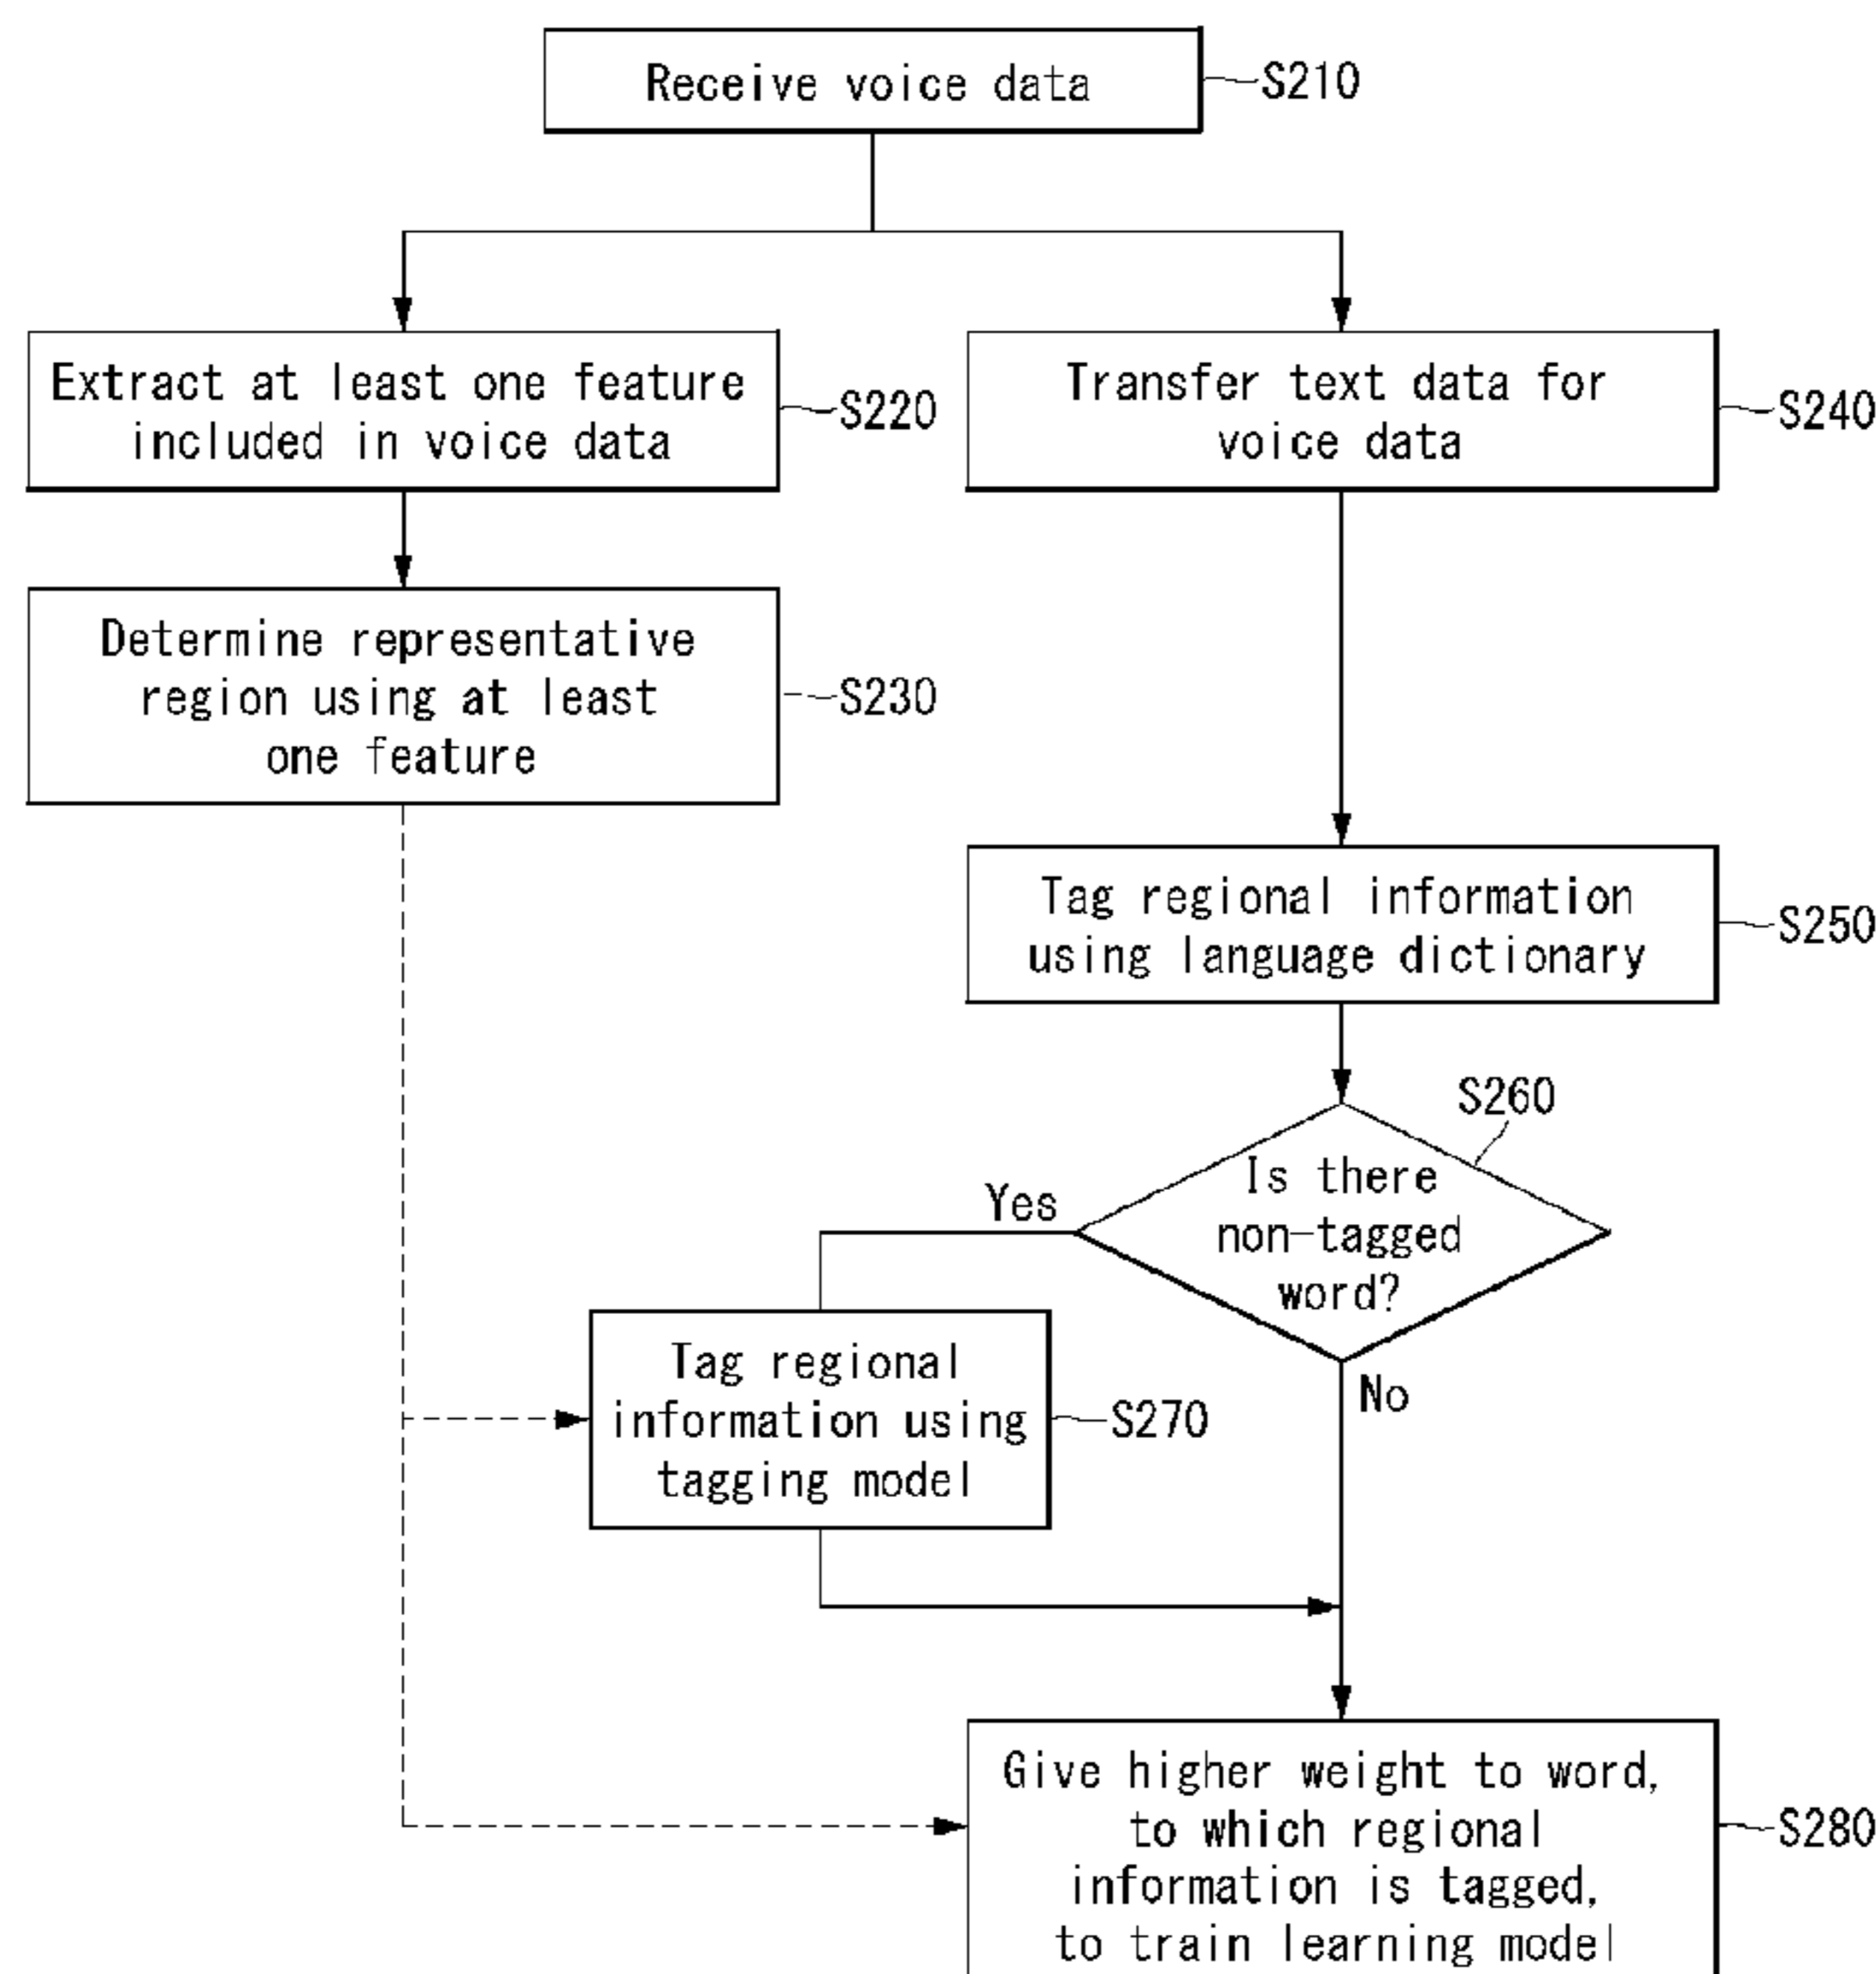 Receive voice data
S210
Extract at least one feature
included in voice data
S220
Transfer text data for
voice data
S240
Determine representative
region using at least
one feature
S230
Tag regional information
using language dictionary
S250
S260
Is there
non-tagged
word?
Yes
No
Tag regional
information using
tagging model
S270
Give higher weight to word,
to which regional
information is tagged,
to train learning model
S280